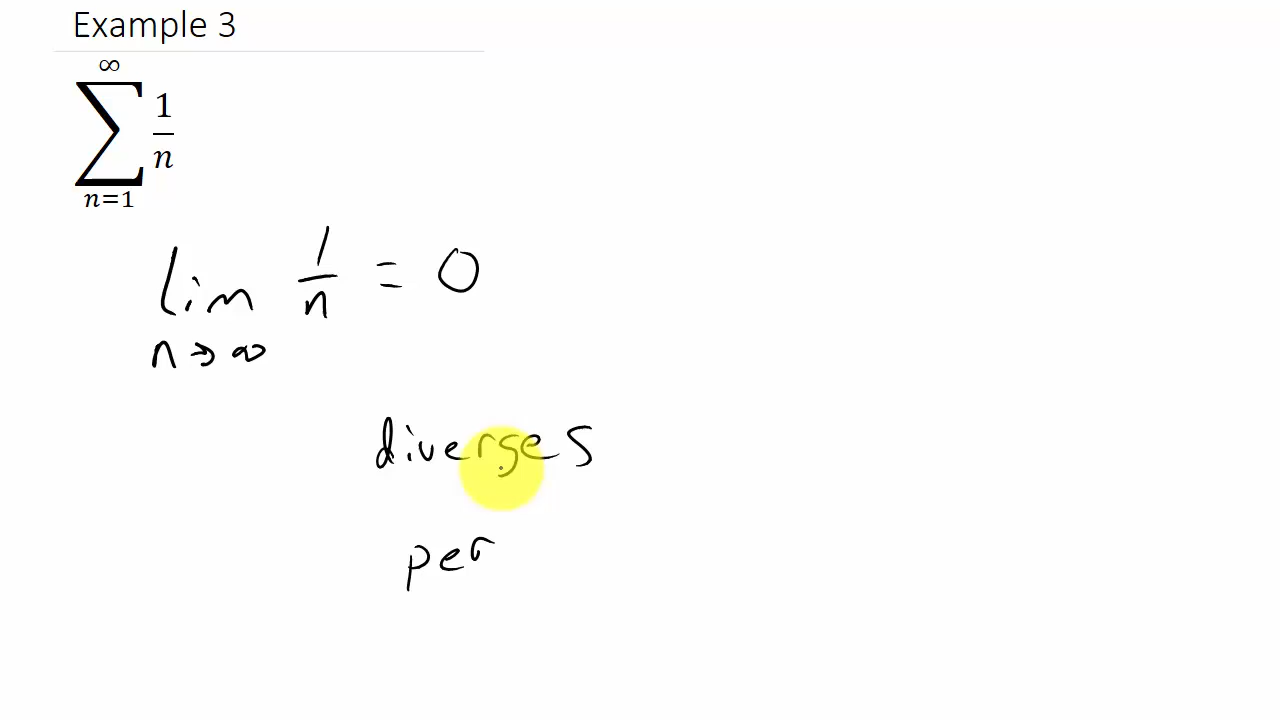 Example 3
∞
∑ 1/n
n=1
lim 1/n = 0
n→∞
diverges
per